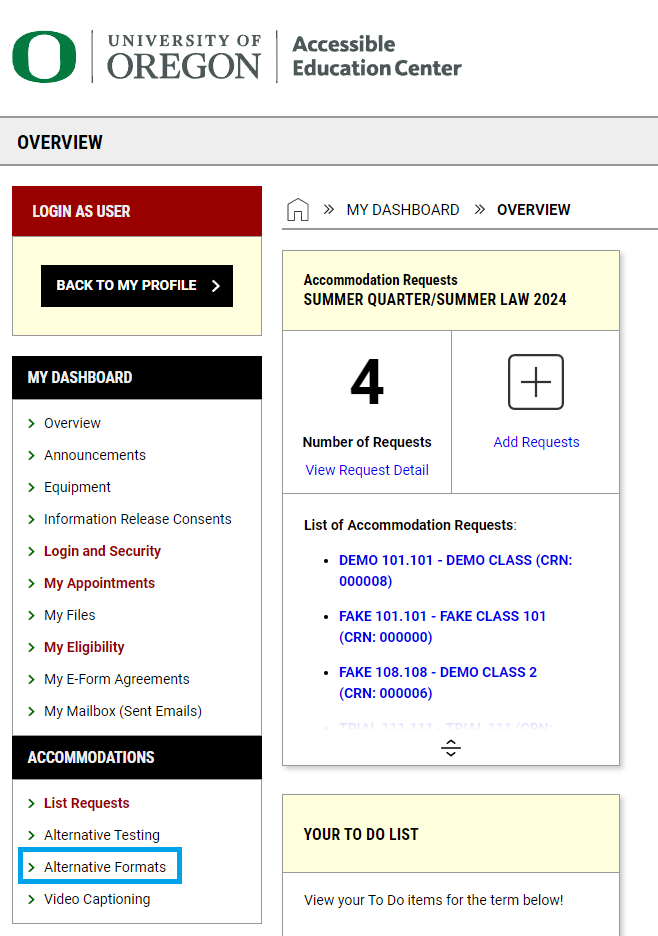 UNIVERSITY OF
OREGON
Accessible
Education Center
OVERVIEW
LOGIN AS USER
BACK TO MY PROFILE
MY DASHBOARD
Overview
Announcements
Equipment
Information Release Consents
Login and Security
My Appointments
My Files
My Eligibility
My E-Form Agreements
My Mailbox (Sent Emails)
ACCOMMODATIONS
List Requests
Alternative Testing
Alternative Formats
Video Captioning
MY DASHBOARD » OVERVIEW
Accommodation Requests
SUMMER QUARTER/SUMMER LAW 2024
4
Number of Requests
View Request Detail
Add Requests
List of Accommodation Requests:
DEMO 101.101 - DEMO CLASS (CRN:
000008)
FAKE 101.101 - FAKE CLASS 101
(CRN: 000000)
FAKE 108.108 - DEMO CLASS 2
(CRN: 000006)
TRIAL 111.111 - TRIAL 111 (CRN:
YOUR TO DO LIST
View your To Do items for the term below!